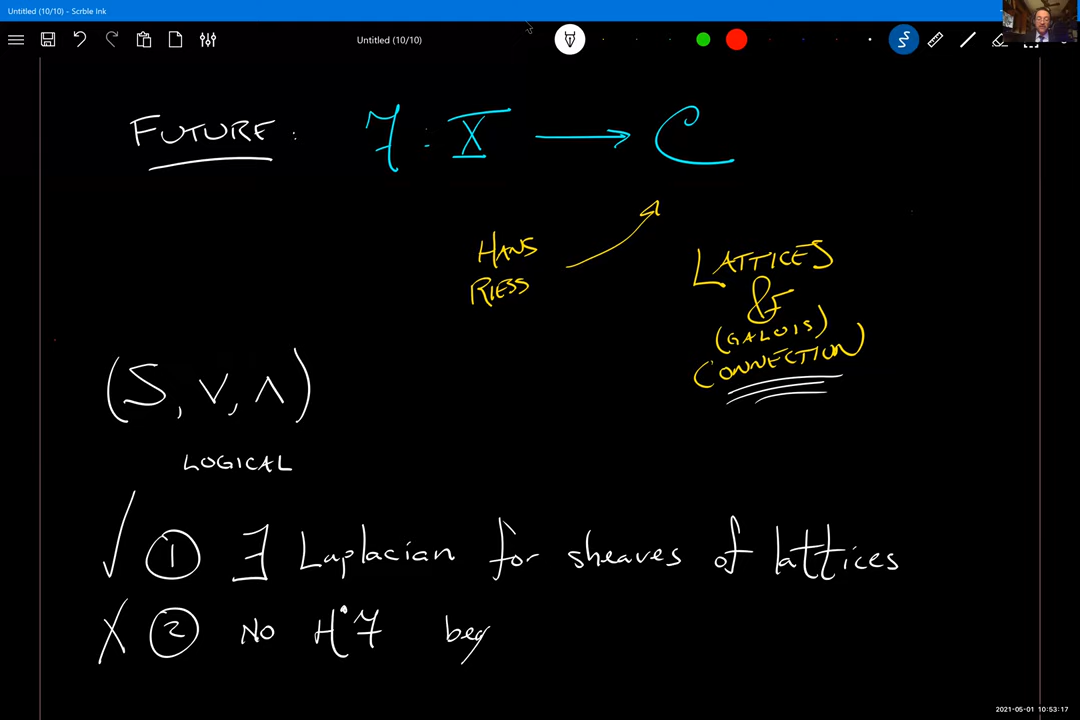 Untitled (10/10) - Scrble Ink
Untitled (10/10)
FUTURE: F : X → C
HANS
RIESS
LATTICES
&
(GALOIS)
CONNECTION
(S, ∨, ∧)
LOGICAL
✓ ① ∃ Laplacian for sheaves of lattices
X ② NO H•F beg
2021-05-01 10:53:17